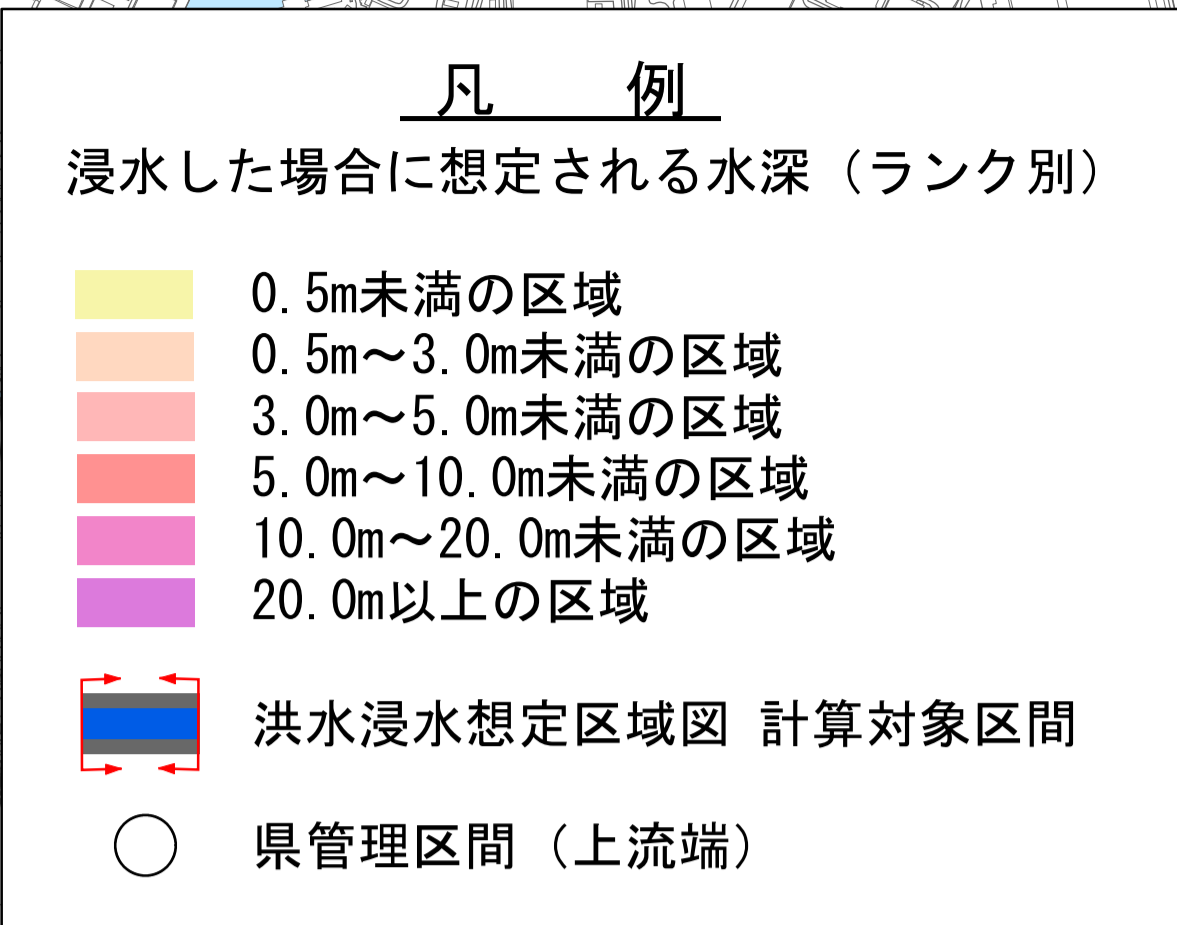 凡　　例
浸水した場合に想定される水深（ランク別）
0.5m未満の区域
0.5m～3.0m未満の区域
3.0m～5.0m未満の区域
5.0m～10.0m未満の区域
10.0m～20.0m未満の区域
20.0m以上の区域
洪水浸水想定区域図 計算対象区間
県管理区間（上流端）